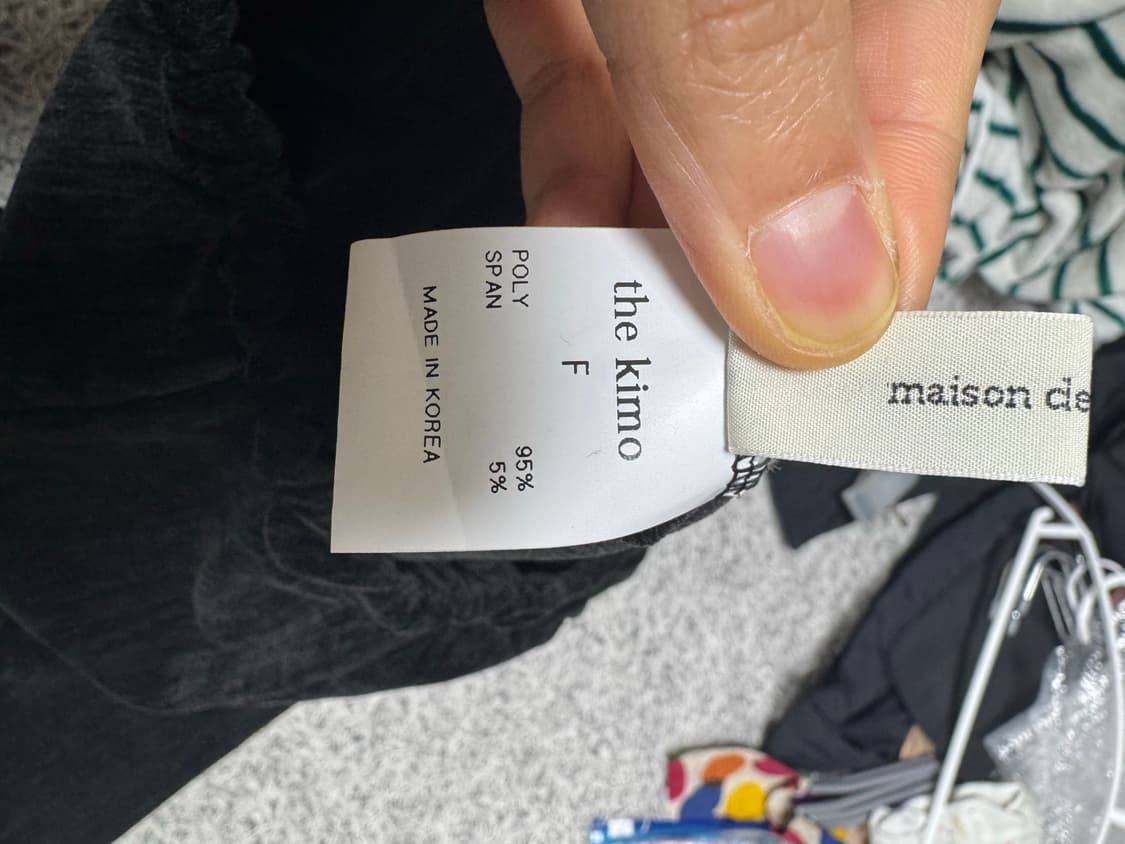 the kimo
F
POLY 95%
SPAN 5%
MADE IN KOREA
maison de